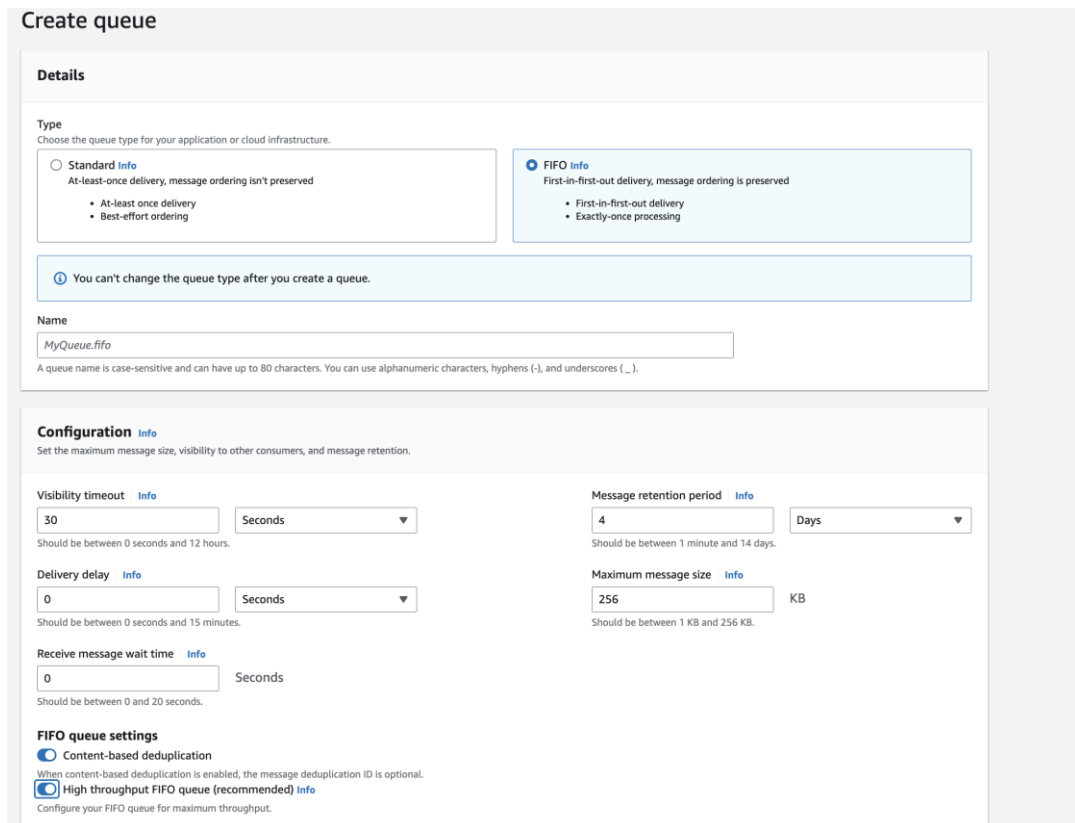 Create queue
Details
Type
Choose the queue type for your application or cloud infrastructure.
Standard Info
At-least-once delivery, message ordering isn't preserved
• At-least once delivery
• Best-effort ordering
FIFO Info
First-in-first-out delivery, message ordering is preserved
• First-in-first-out delivery
• Exactly-once processing
You can't change the queue type after you create a queue.
Name
MyQueue.fifo
A queue name is case-sensitive and can have up to 80 characters. You can use alphanumeric characters, hyphens (-), and underscores ( _ ).
Configuration Info
Set the maximum message size, visibility to other consumers, and message retention.
Visibility timeout Info
30 Seconds
Should be between 0 seconds and 12 hours.
Message retention period Info
4 Days
Should be between 1 minute and 14 days.
Delivery delay Info
0 Seconds
Should be between 0 seconds and 15 minutes.
Maximum message size Info
256 KB
Should be between 1 KB and 256 KB.
Receive message wait time Info
0 Seconds
Should be between 0 and 20 seconds.
FIFO queue settings
Content-based deduplication
When content-based deduplication is enabled, the message deduplication ID is optional.
High throughput FIFO queue (recommended) Info
Configure your FIFO queue for maximum throughput.